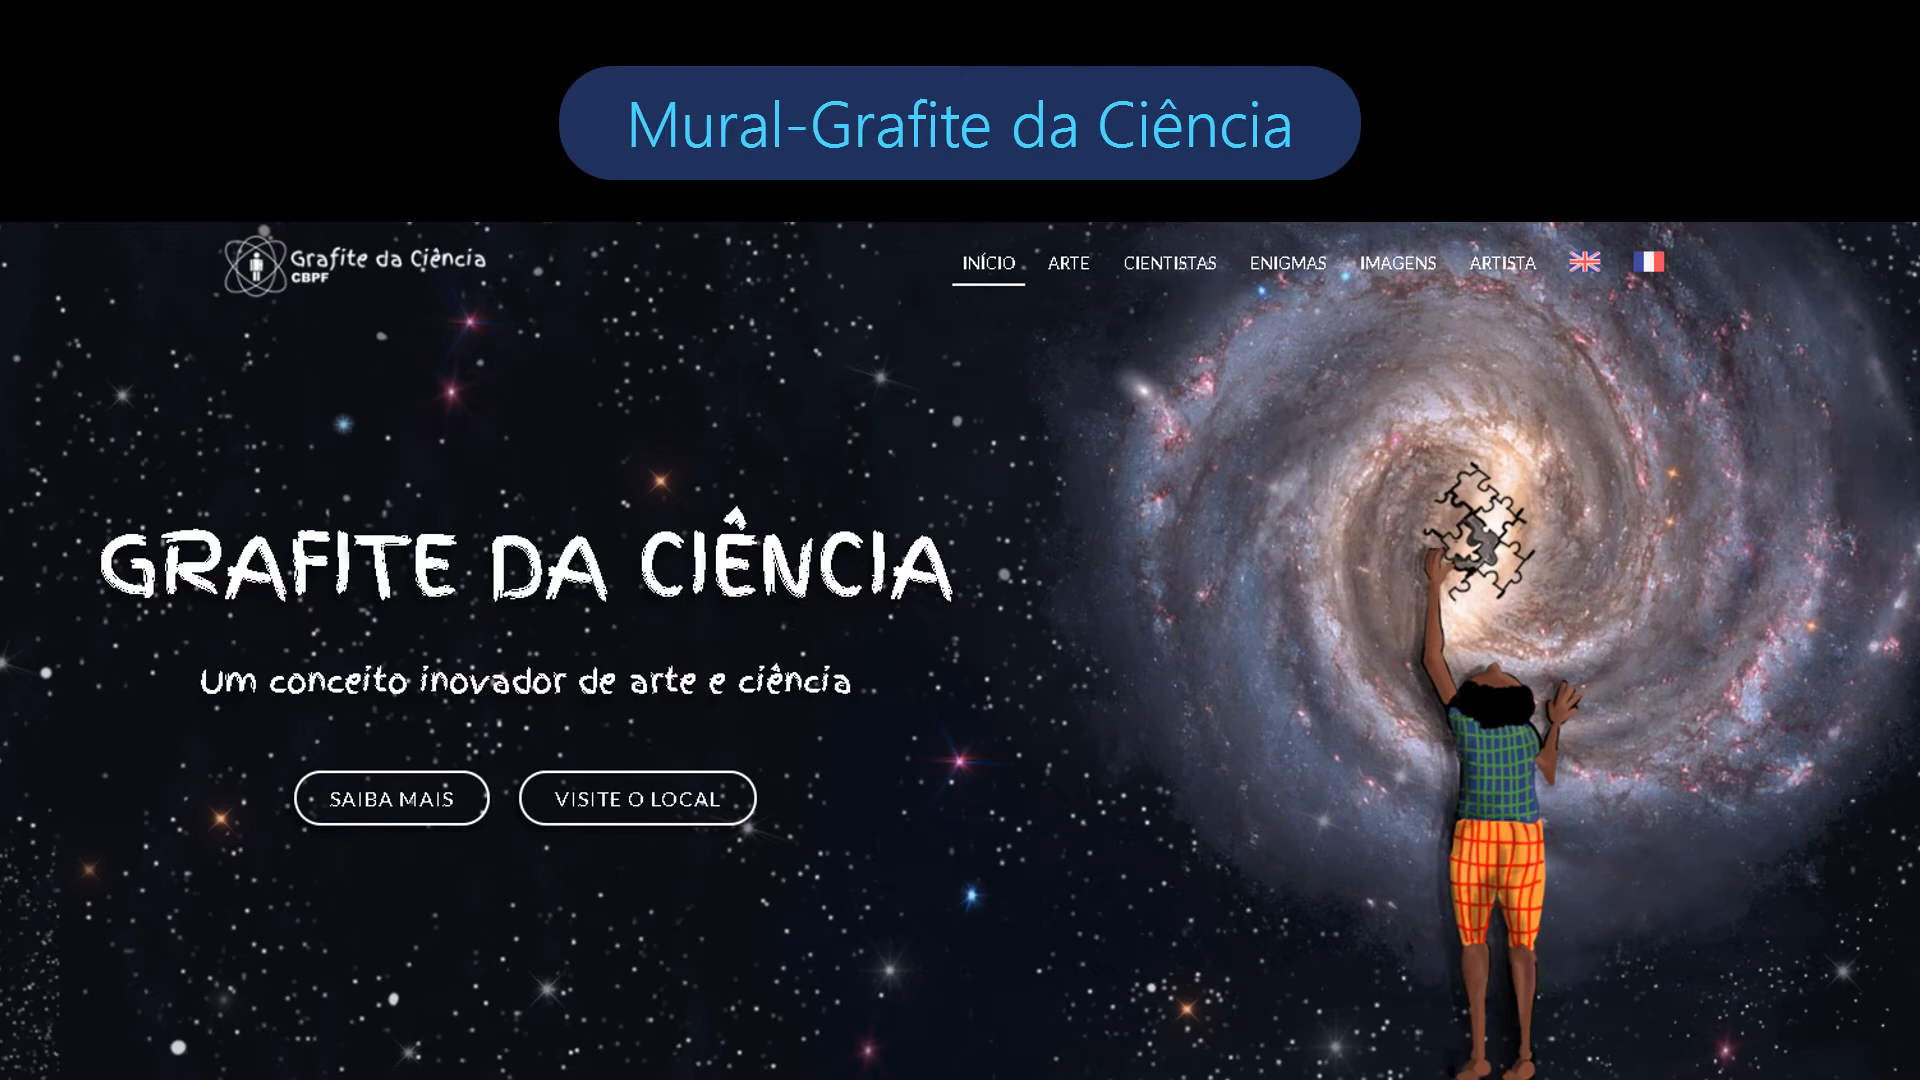 Mural-Grafite da Ciência
Grafite da Ciência
CBPF
INÍCIO ARTE CIENTISTAS ENIGMAS IMAGENS ARTISTA
GRAFITE DA CIÊNCIA
Um conceito inovador de arte e ciência
SAIBA MAIS VISITE O LOCAL